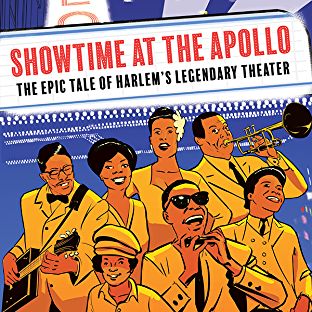 SHOWTIME AT THE APOLLO
THE EPIC TALE OF HARLEM'S LEGENDARY THEATER